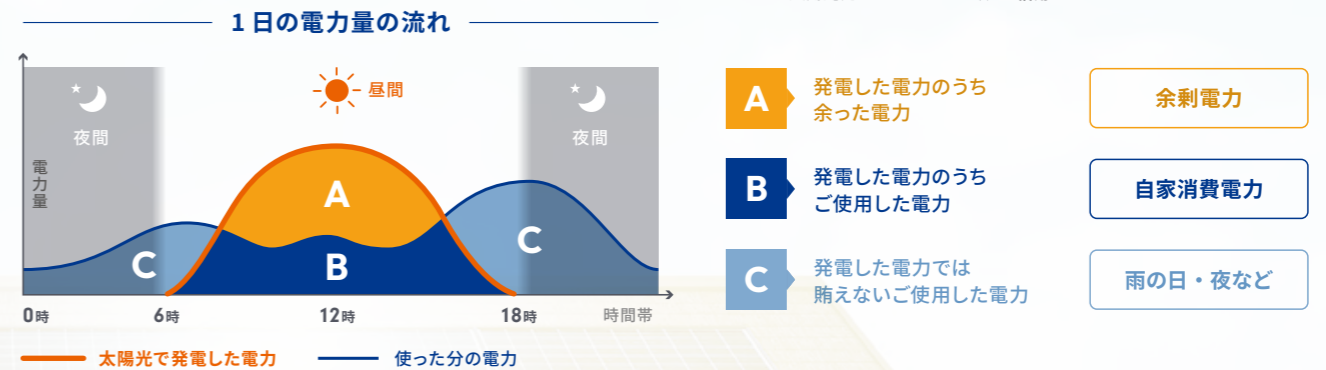 1日の電力量の流れ
昼間
夜間
夜間
電力量
A
B
C
C
0時
6時
12時
18時
時間帯
太陽光で発電した電力
使った分の電力
A
発電した電力のうち
余った電力
余剰電力
B
発電した電力のうち
ご使用した電力
自家消費電力
C
発電した電力では
賄えないご使用した電力
雨の日・夜など